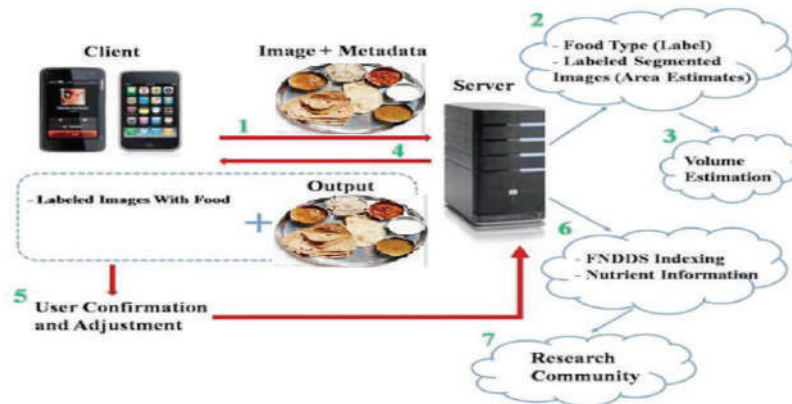 Client
Image + Metadata
Server
1
4
2
- Food Type (Label)
- Labeled Segmented
Images (Area Estimates)
3
Volume
Estimation
- Labeled Images With Food
+
Output
5
User Confirmation
and Adjustment
6
- FNDDS Indexing
- Nutrient Information
7
Research
Community